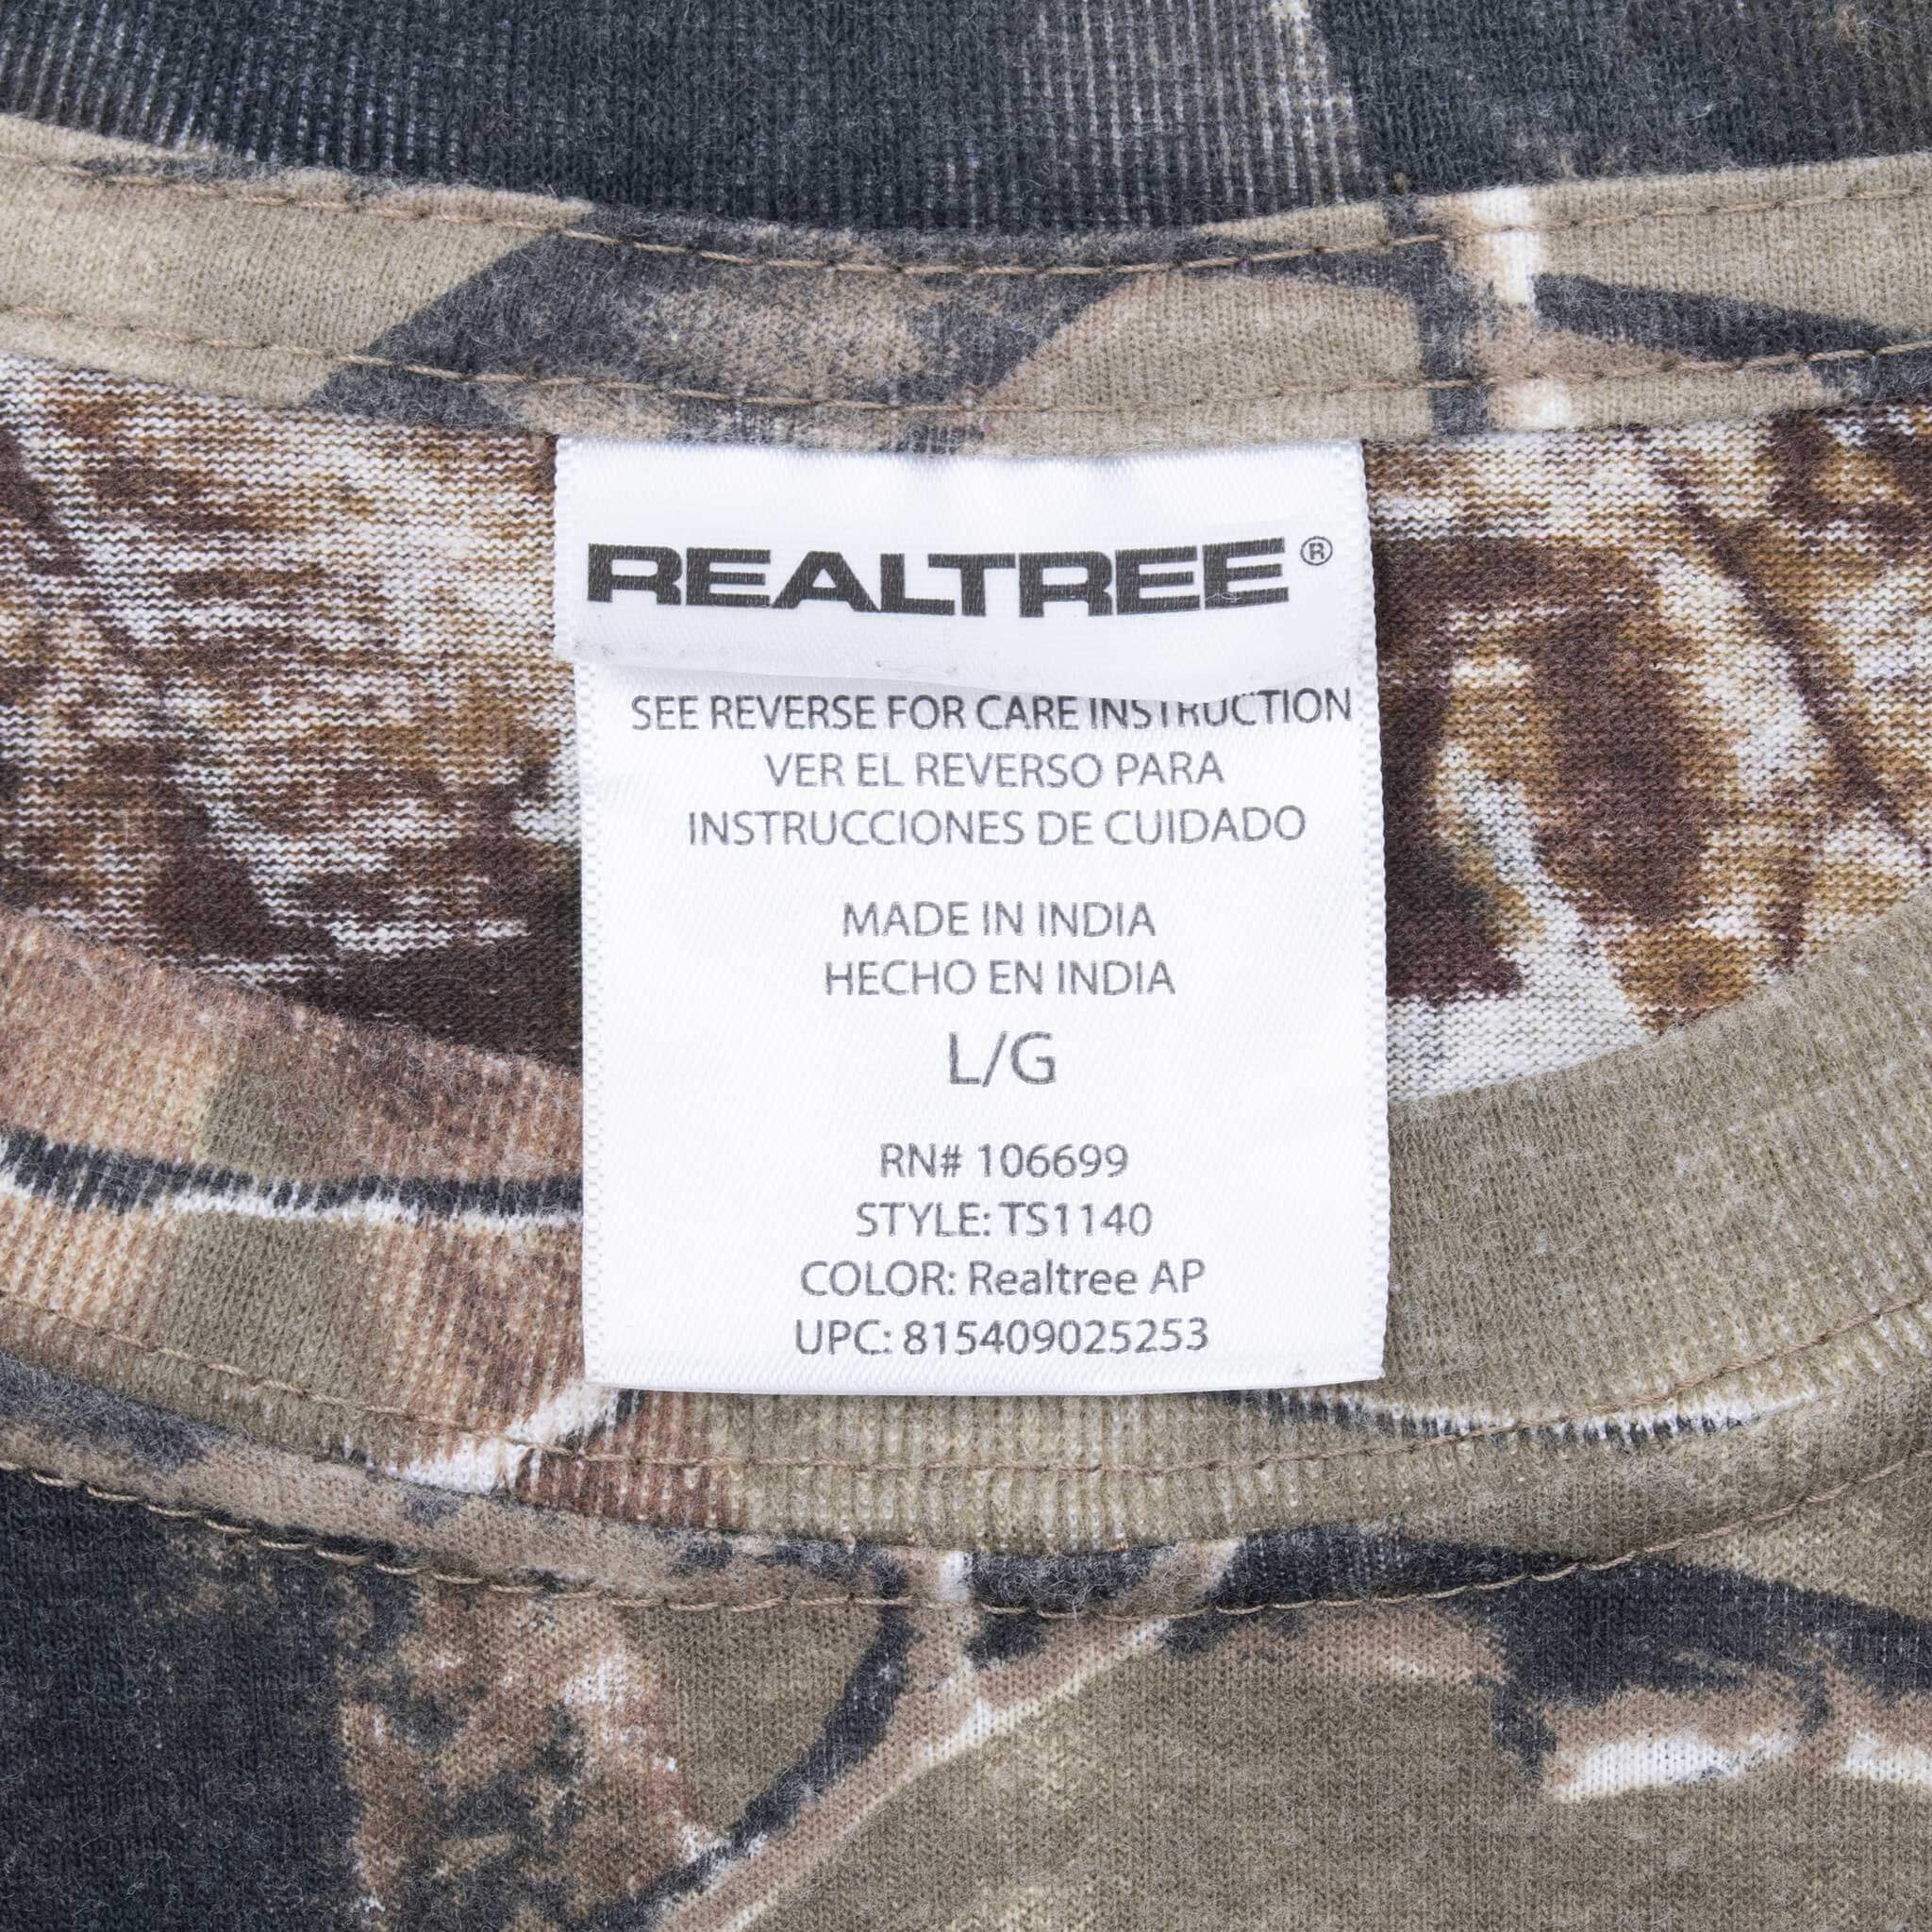 REALTREE®
SEE REVERSE FOR CARE INSTRUCTION
VER EL REVERSO PARA
INSTRUCCIONES DE CUIDADO
MADE IN INDIA
HECHO EN INDIA
L/G
RN# 106699
STYLE: TS1140
COLOR: Realtree AP
UPC: 815409025253